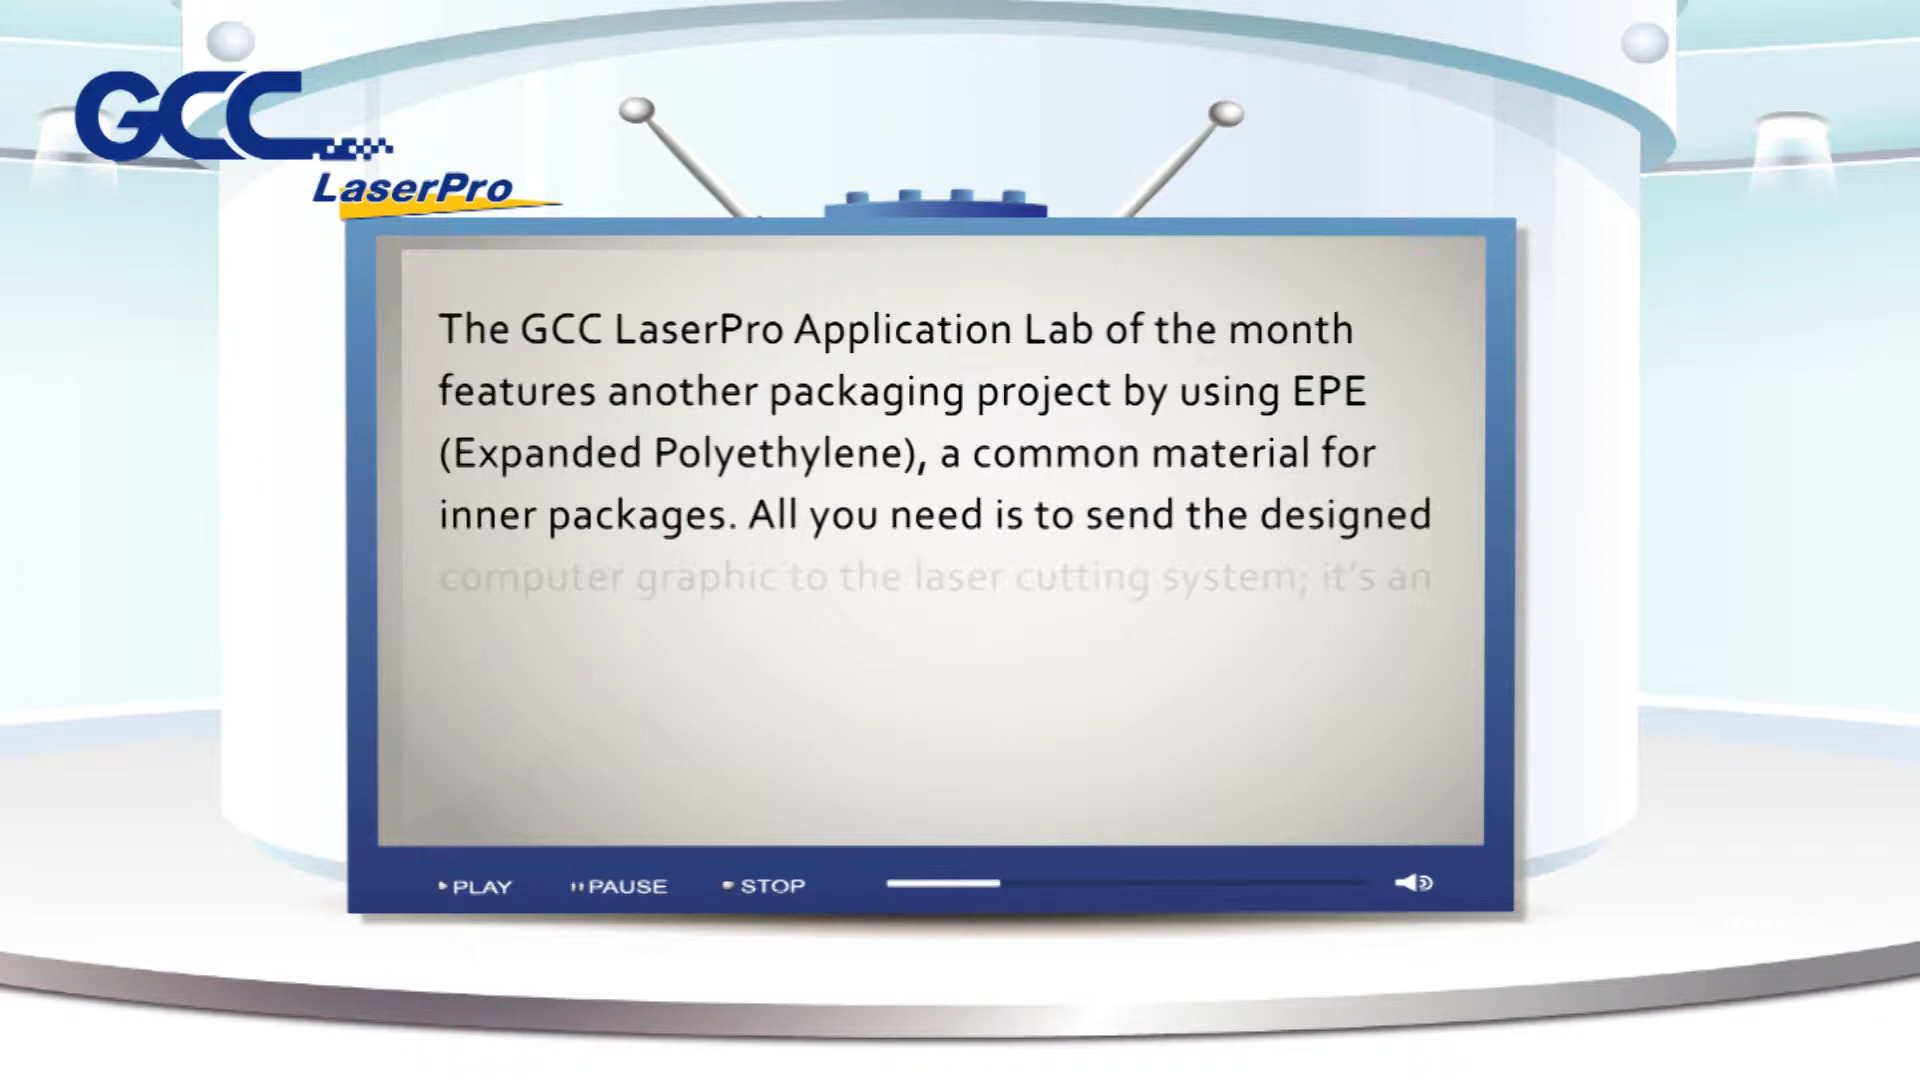 GCC
LaserPro
The GCC LaserPro Application Lab of the month
features another packaging project by using EPE
(Expanded Polyethylene), a common material for
inner packages. All you need is to send the designed
computer graphic to the laser cutting system; it's an
PLAY
PAUSE
STOP